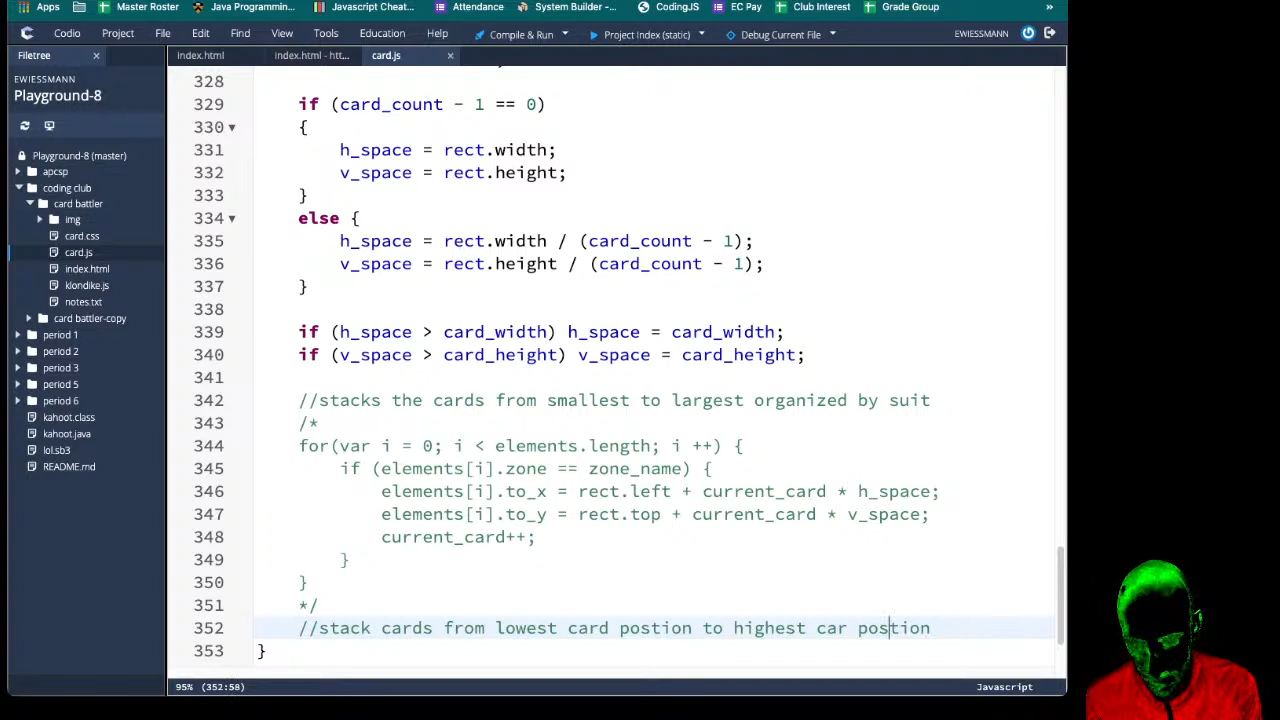 Apps Master Roster Java Programmin... Javascript Cheat... Attendance System Builder -... CodingJS EC Pay Club Interest Grade Group »
Codio Project File Edit Find View Tools Education Help Compile & Run Project Index (static) Debug Current File EWIESSMANN
Filetree × index.html index.html - htt... card.js ×
EWIESSMANN
Playground-8
Playground-8 (master)
apcsp
coding club
card battler
img
card.css
card.js
index.html
klondike.js
notes.txt
card battler-copy
period 1
period 2
period 3
period 5
period 6
kahoot.class
kahoot.java
lol.sb3
README.md
328
329 if (card_count - 1 == 0)
330 {
331 h_space = rect.width;
332 v_space = rect.height;
333 }
334 else {
335 h_space = rect.width / (card_count - 1);
336 v_space = rect.height / (card_count - 1);
337 }
338
339 if (h_space > card_width) h_space = card_width;
340 if (v_space > card_height) v_space = card_height;
341
342 //stacks the cards from smallest to largest organized by suit
343 /*
344 for(var i = 0; i < elements.length; i ++) {
345 if (elements[i].zone == zone_name) {
346 elements[i].to_x = rect.left + current_card * h_space;
347 elements[i].to_y = rect.top + current_card * v_space;
348 current_card++;
349 }
350 }
351 */
352 //stack cards from lowest card postion to highest car postion
353 }
95% (352:58) Javascript